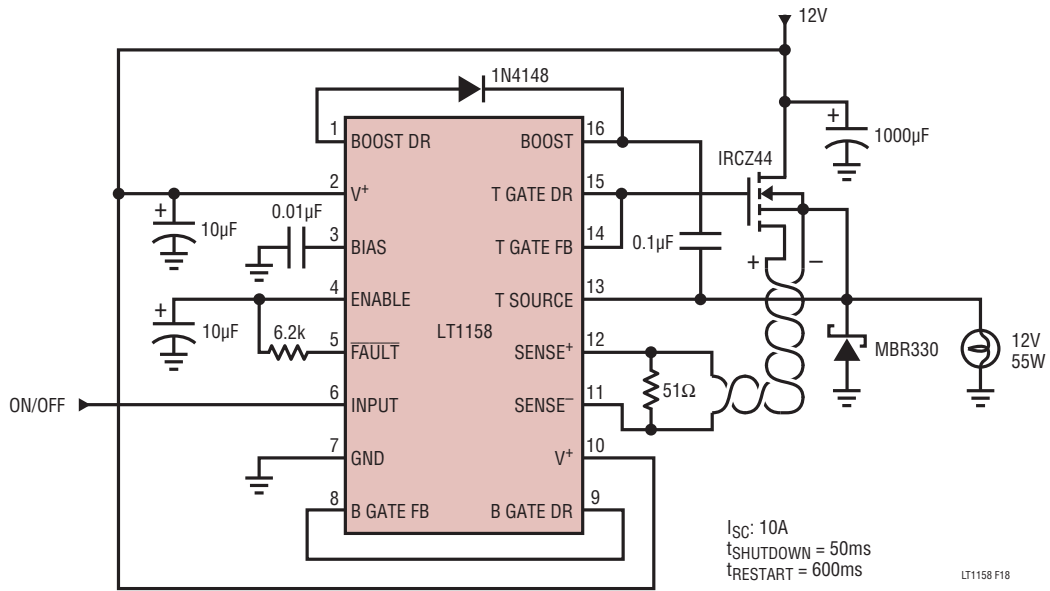 12V
1N4148
1
BOOST DR
BOOST
16
1000µF
IRCZ44
2
V+
T GATE DR
15
10µF
0.01µF
3
BIAS
T GATE FB
14
0.1µF
4
ENABLE
T SOURCE
13
10µF
6.2k
5
FAULT
LT1158
SENSE+
12
MBR330
12V
55W
51Ω
ON/OFF
6
INPUT
SENSE–
11
7
GND
V+
10
8
B GATE FB
B GATE DR
9
ISC: 10A
tSHUTDOWN = 50ms
tRESTART = 600ms
LT1158 F18